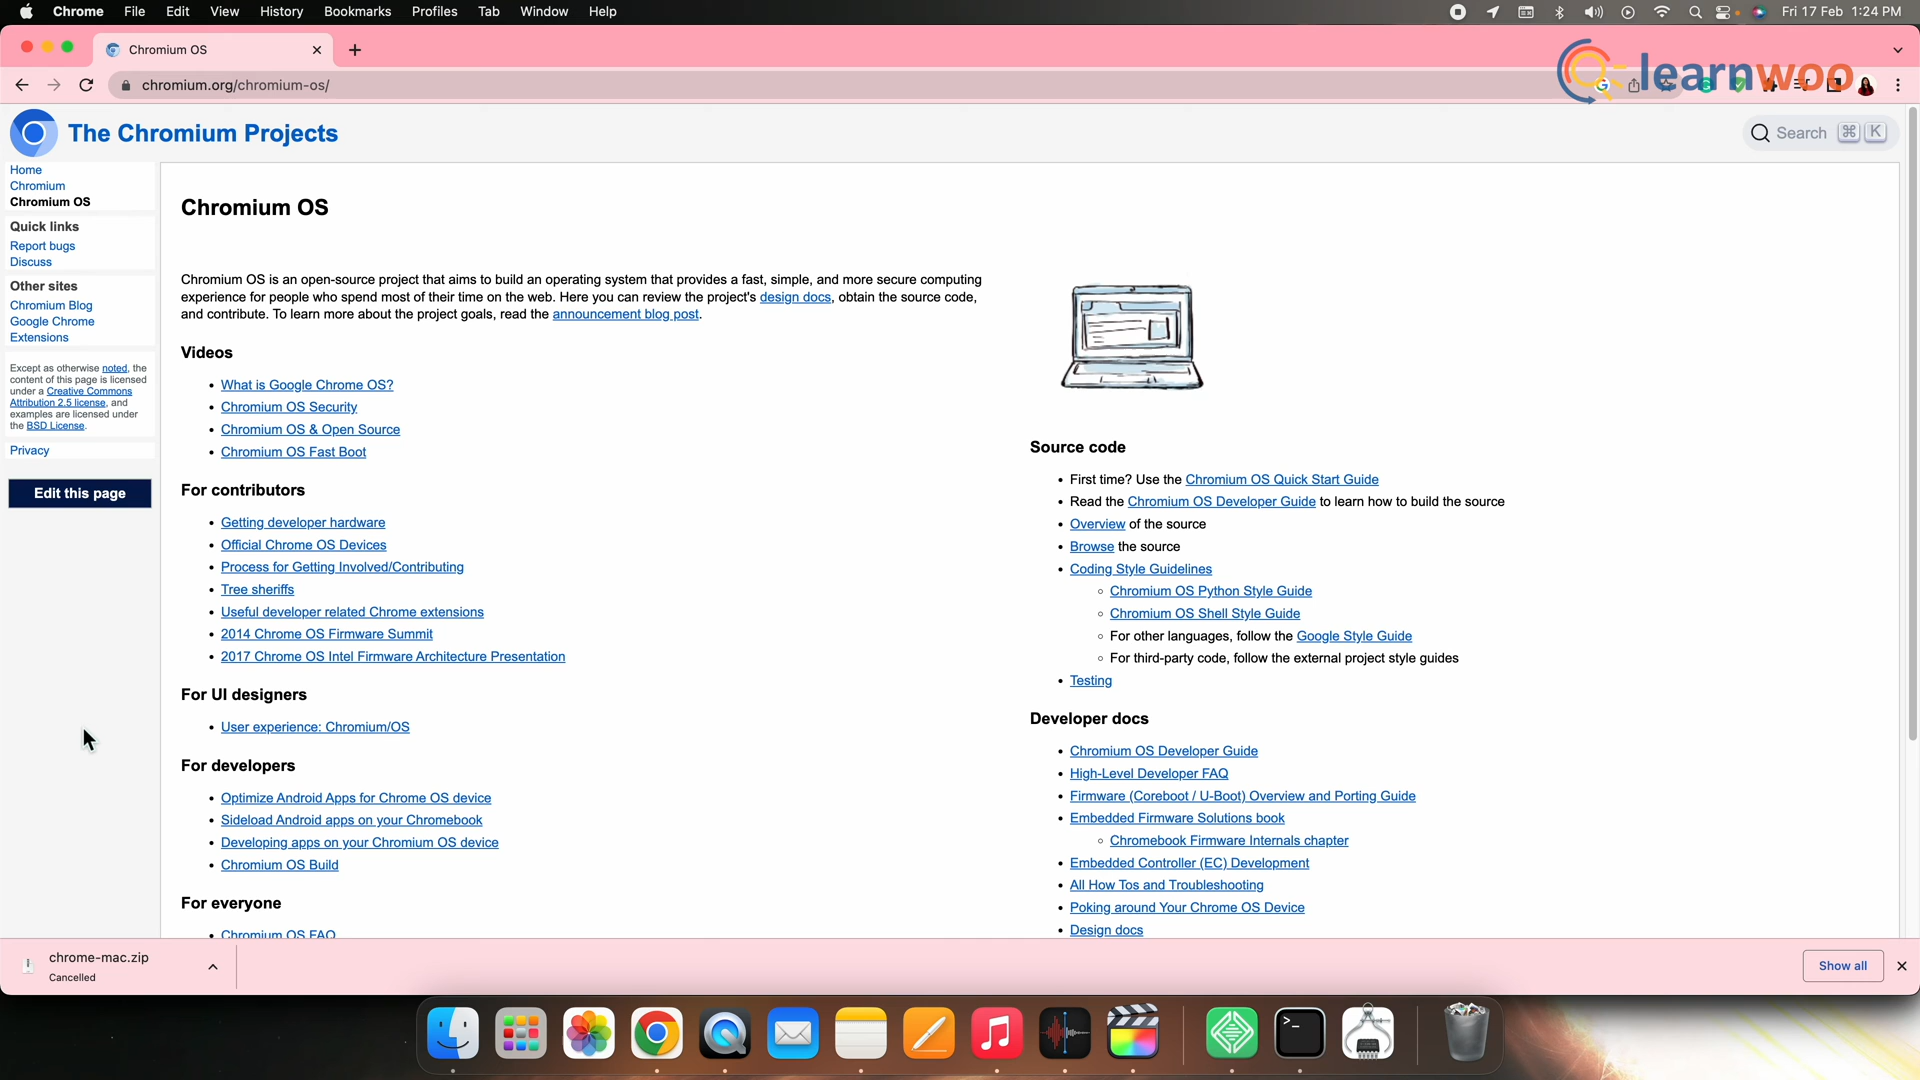 Chrome File Edit View History Bookmarks Profiles Tab Window Help
Fri 17 Feb 1:24 PM
Chromium OS
learnwoo
chromium.org/chromium-os/
The Chromium Projects
Search ⌘ K
Home
Chromium
Chromium OS
Quick links
Report bugs
Discuss
Other sites
Chromium Blog
Google Chrome
Extensions
Except as otherwise noted, the
content of this page is licensed
under a Creative Commons
Attribution 2.5 license, and
examples are licensed under
the BSD License.
Privacy
Edit this page
Chromium OS
Chromium OS is an open-source project that aims to build an operating system that provides a fast, simple, and more secure computing
experience for people who spend most of their time on the web. Here you can review the project's design docs, obtain the source code,
and contribute. To learn more about the project goals, read the announcement blog post.
Videos
• What is Google Chrome OS?
• Chromium OS Security
• Chromium OS & Open Source
• Chromium OS Fast Boot
For contributors
• Getting developer hardware
• Official Chrome OS Devices
• Process for Getting Involved/Contributing
• Tree sheriffs
• Useful developer related Chrome extensions
• 2014 Chrome OS Firmware Summit
• 2017 Chrome OS Intel Firmware Architecture Presentation
For UI designers
• User experience: Chromium/OS
For developers
• Optimize Android Apps for Chrome OS device
• Sideload Android apps on your Chromebook
• Developing apps on your Chromium OS device
• Chromium OS Build
For everyone
• Chromium OS FAQ
Source code
• First time? Use the Chromium OS Quick Start Guide
• Read the Chromium OS Developer Guide to learn how to build the source
• Overview of the source
• Browse the source
• Coding Style Guidelines
◦ Chromium OS Python Style Guide
◦ Chromium OS Shell Style Guide
◦ For other languages, follow the Google Style Guide
◦ For third-party code, follow the external project style guides
• Testing
Developer docs
• Chromium OS Developer Guide
• High-Level Developer FAQ
• Firmware (Coreboot / U-Boot) Overview and Porting Guide
• Embedded Firmware Solutions book
◦ Chromebook Firmware Internals chapter
• Embedded Controller (EC) Development
• All How Tos and Troubleshooting
• Poking around Your Chrome OS Device
• Design docs
chrome-mac.zip
Cancelled
Show all